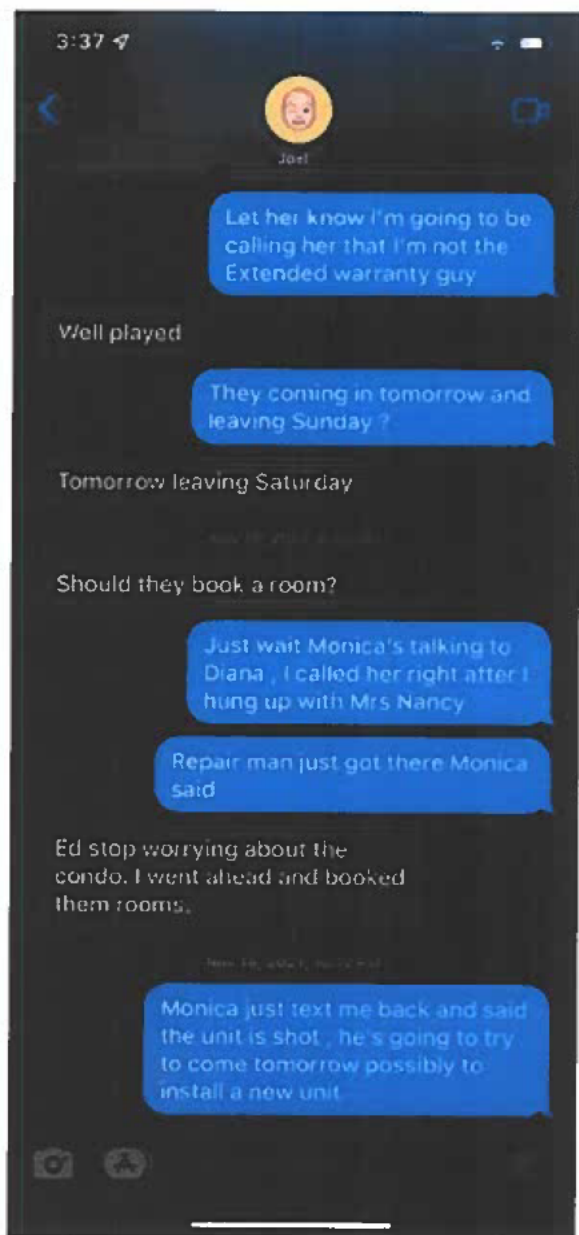 3:37
Joel
Let her know I'm going to be
calling her that I'm not the
Extended warranty guy
Well played
They coming in tomorrow and
leaving Sunday ?
Tomorrow leaving Saturday
Should they book a room?
Just wait Monica's talking to
Diana , I called her right after I
hung up with Mrs Nancy
Repair man just got there Monica
said
Ed stop worrying about the
condo. I went ahead and booked
them rooms.
Monica just text me back and said
the unit is shot , he's going to try
to come tomorrow possibly to
install a new unit